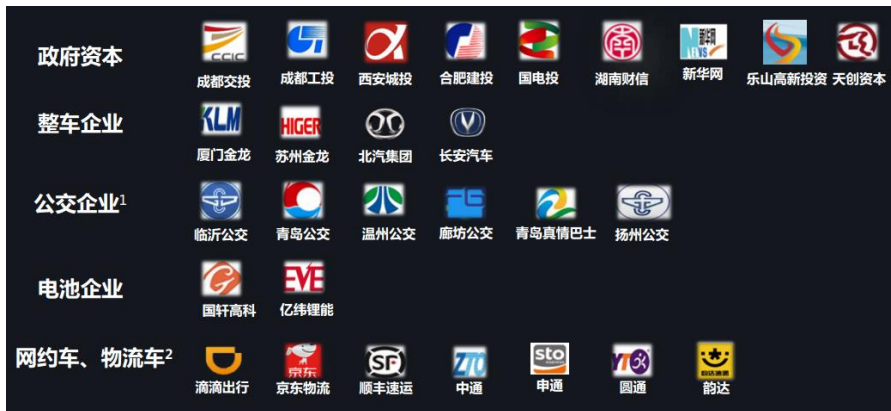 政府资本
CCIC
新华网
NEWS
成都交投 成都工投 西安城投 合肥建投 国电投 湖南财信 新华网 乐山高新投资 天创资本
整车企业
KLM HIGER
厦门金龙 苏州金龙 北汽集团 长安汽车
公交企业¹
临沂公交 青岛公交 温州公交 廊坊公交 青岛真情巴士 扬州公交
电池企业
EVE
国轩高科 亿纬锂能
网约车、物流车²
京东 SF ZTO sto YTO
滴滴出行 京东物流 顺丰速运 中通 申通 圆通 韵达